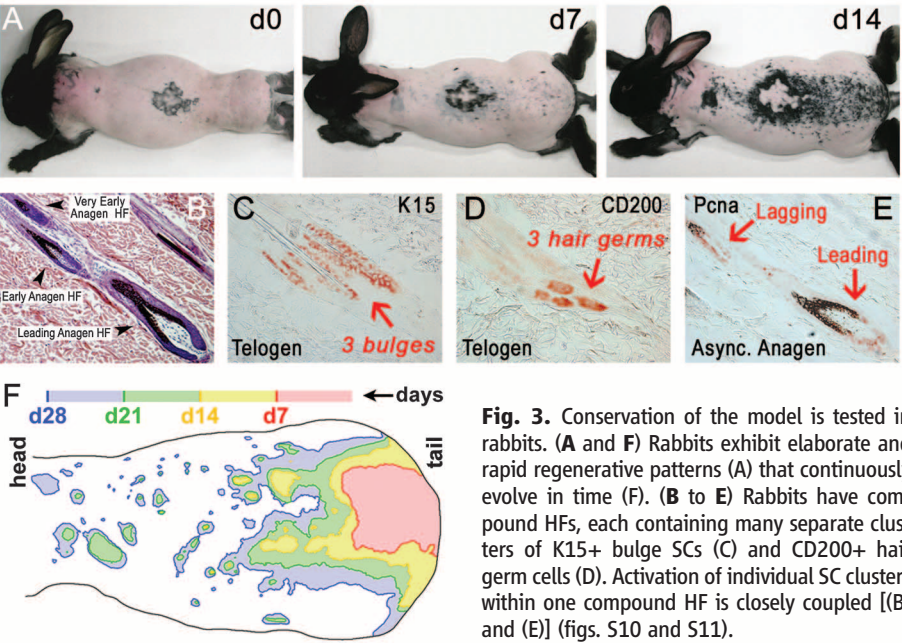 A
d0
d7
d14
B
Very Early
Anagen HF
Early Anagen HF
Leading Anagen HF
C
K15
3 bulges
Telogen
D
CD200
3 hair germs
Telogen
Pcna
E
Lagging
Leading
Async. Anagen
F
days
d28
d21
d14
d7
head
tail
Fig. 3. Conservation of the model is tested in
rabbits. (A and F) Rabbits exhibit elaborate and
rapid regenerative patterns (A) that continuously
evolve in time (F). (B to E) Rabbits have com
pound HFs, each containing many separate clus
ters of K15+ bulge SCs (C) and CD200+ hair
germ cells (D). Activation of individual SC cluster
within one compound HF is closely coupled [(B
and (E)] (figs. S10 and S11).